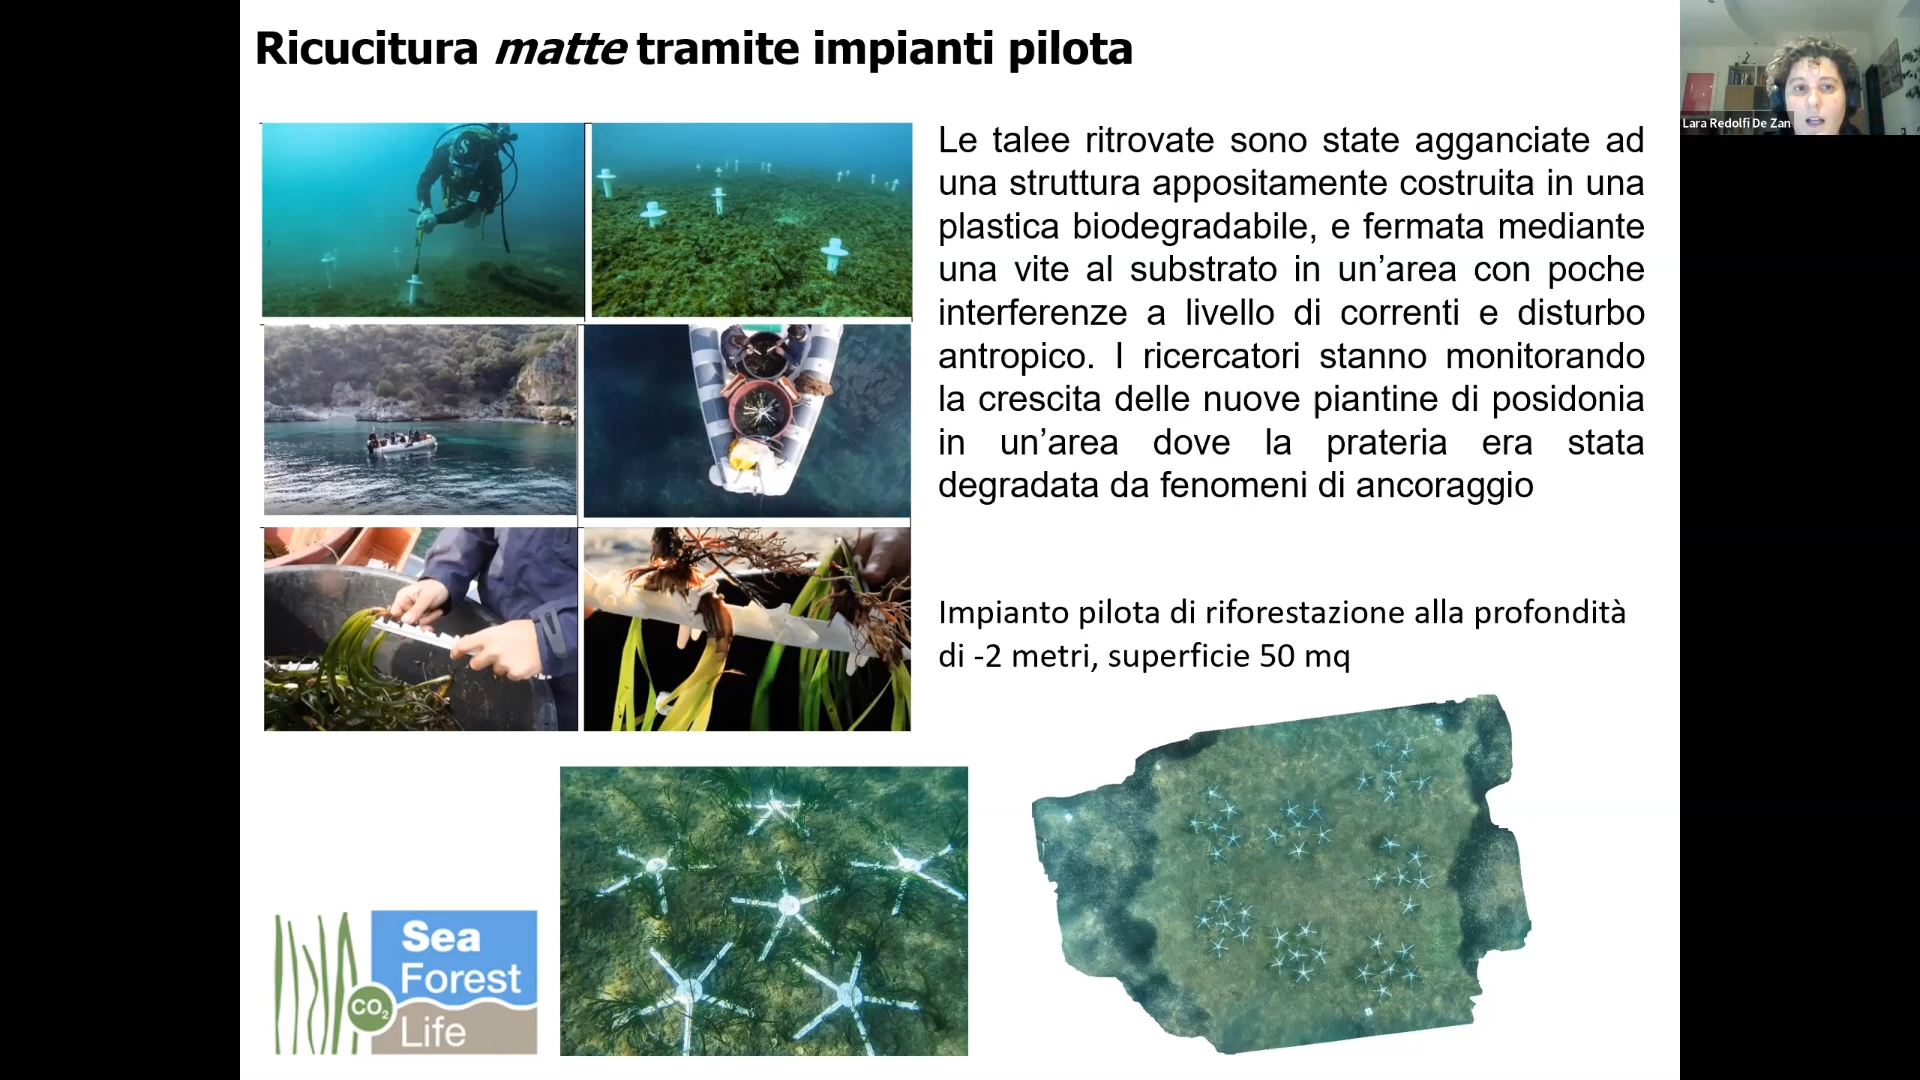 Ricucitura matte tramite impianti pilota
Lara Redolfi De Zan
Le talee ritrovate sono state agganciate ad
una struttura appositamente costruita in una
plastica biodegradabile, e fermata mediante
una vite al substrato in un’area con poche
interferenze a livello di correnti e disturbo
antropico. I ricercatori stanno monitorando
la crescita delle nuove piantine di posidonia
in un’area dove la prateria era stata
degradata da fenomeni di ancoraggio
Impianto pilota di riforestazione alla profondità
di -2 metri, superficie 50 mq
Sea
Forest
CO₂
Life